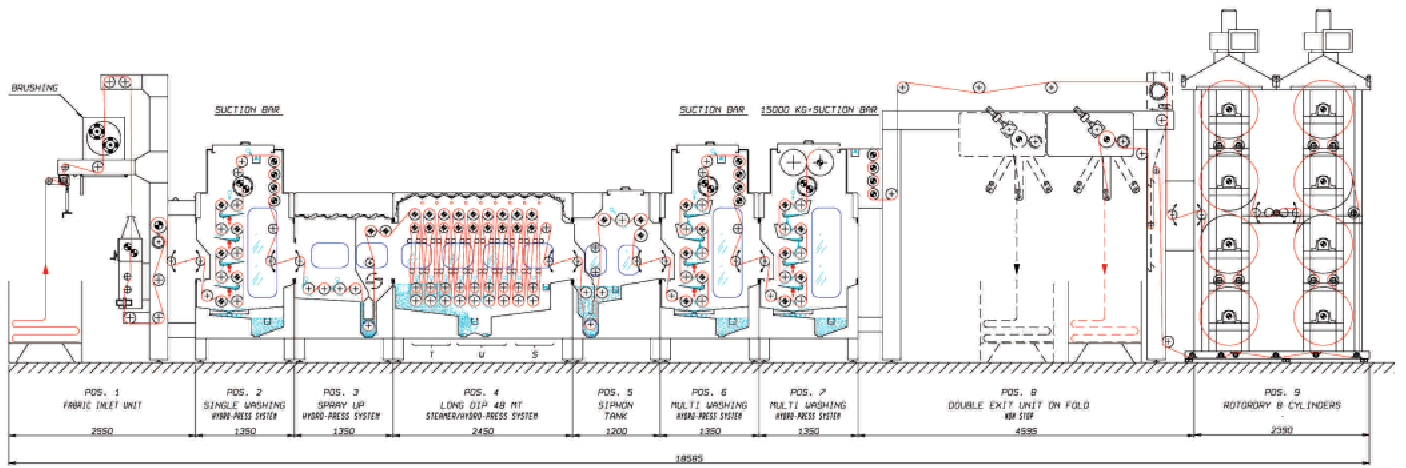 BRUSHING
SUCTION BAR
SUCTION BAR
15000 KG+SUCTION BAR
T U S
POS. 1
FABRIC INLET UNIT
2550
POS. 2
SINGLE WASHING
HYDRO-PRESS SYSTEM
1350
POS. 3
SPRAY UP
HYDRO-PRESS SYSTEM
1350
POS. 4
LONG DIP 48 MT
STEAMER/HYDRO-PRESS SYSTEM
2450
POS. 5
SIPHON
TANK
1200
POS. 6
MULTI WASHING
HYDRO-PRESS SYSTEM
1350
POS. 7
MULTI WASHING
HYDRO-PRESS SYSTEM
1350
POS. 8
DOUBLE EXIT UNIT ON FOLD
NON STOP
4595
POS. 9
ROTORDRY 8 CYLINDERS
2390
18585